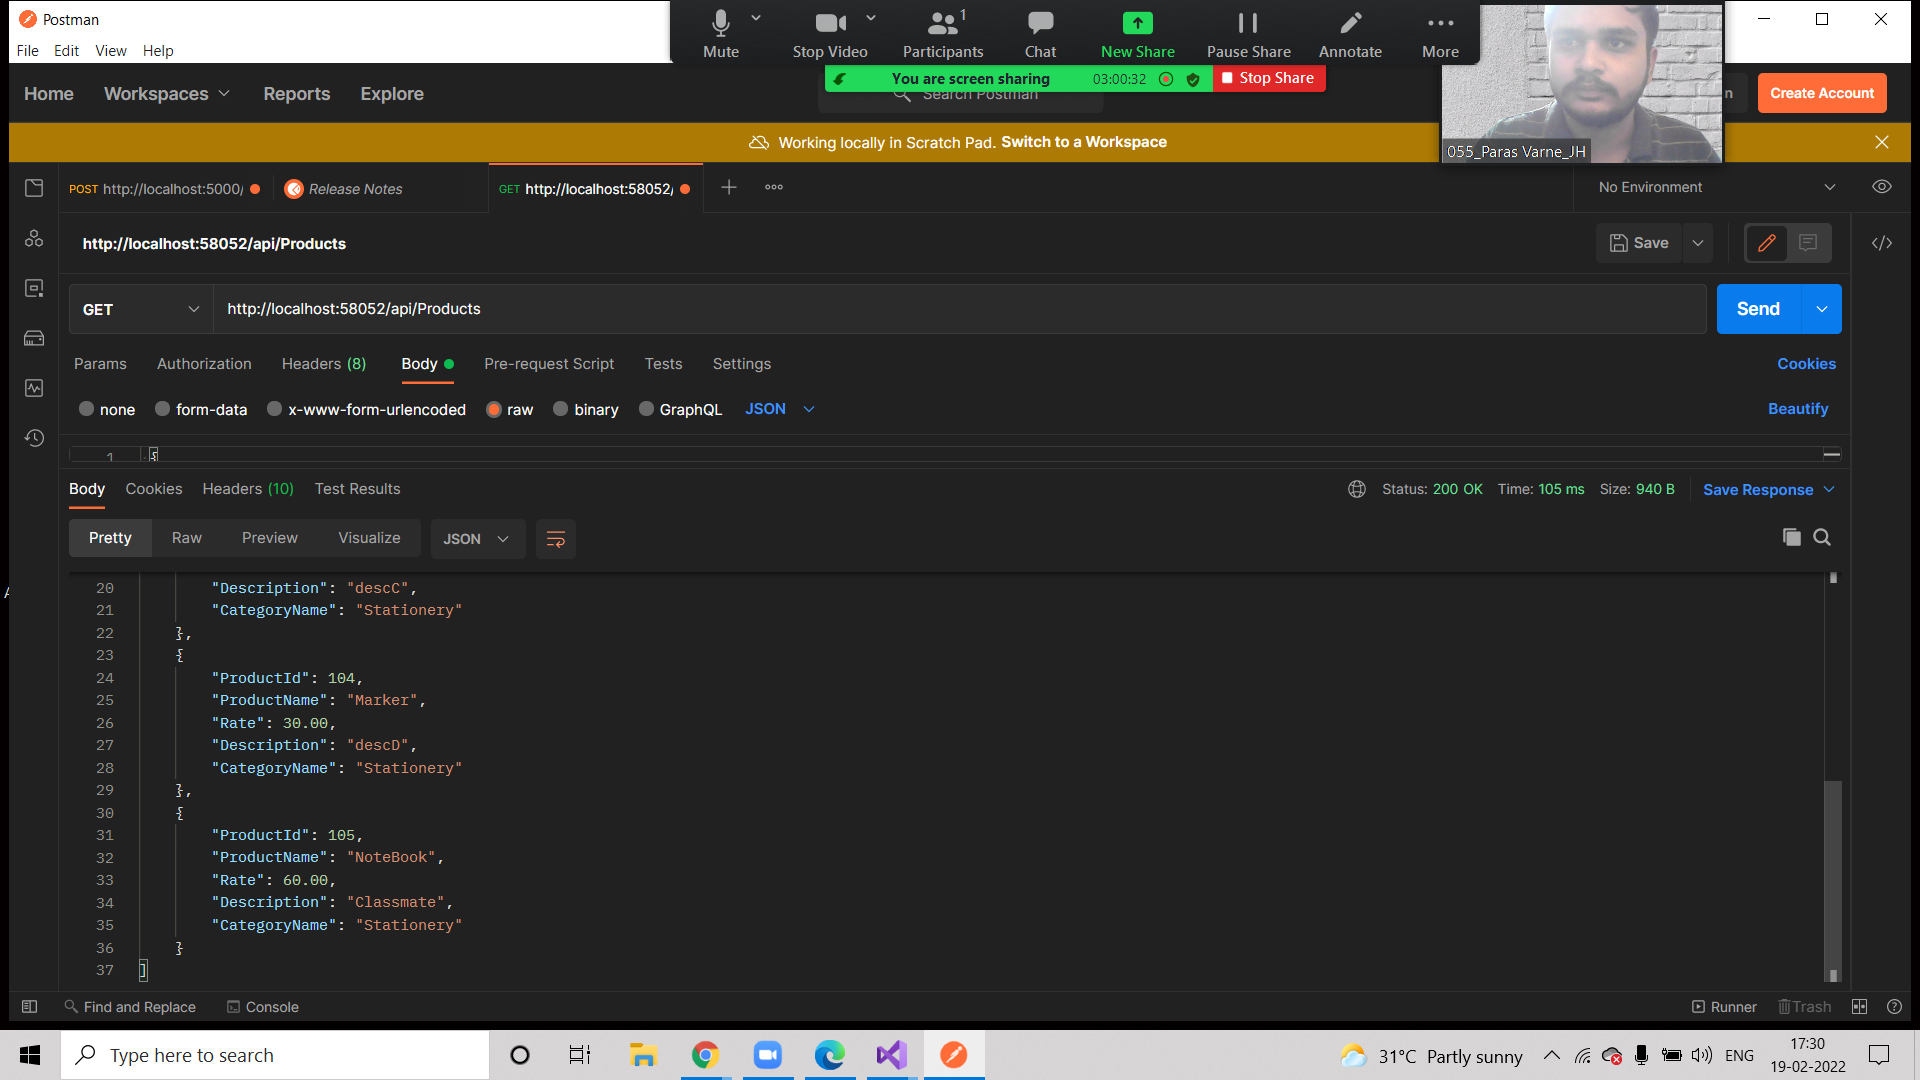 Postman
File Edit View Help
Mute Stop Video Participants 1 Chat New Share Pause Share Annotate More
You are screen sharing 03:00:32 Stop Share
Home Workspaces Reports Explore Search Postman Create Account
Working locally in Scratch Pad. Switch to a Workspace
055_Paras Varne_JH
POST http://localhost:5000/ Release Notes GET http://localhost:58052/ No Environment
http://localhost:58052/api/Products Save
GET http://localhost:58052/api/Products Send
Params Authorization Headers (8) Body Pre-request Script Tests Settings Cookies
none form-data x-www-form-urlencoded raw binary GraphQL JSON Beautify
1 {
Body Cookies Headers (10) Test Results Status: 200 OK Time: 105 ms Size: 940 B Save Response
Pretty Raw Preview Visualize JSON
20 "Description": "descC",
21 "CategoryName": "Stationery"
22 },
23 {
24 "ProductId": 104,
25 "ProductName": "Marker",
26 "Rate": 30.00,
27 "Description": "descD",
28 "CategoryName": "Stationery"
29 },
30 {
31 "ProductId": 105,
32 "ProductName": "NoteBook",
33 "Rate": 60.00,
34 "Description": "Classmate",
35 "CategoryName": "Stationery"
36 }
37 ]
Find and Replace Console Runner Trash
Type here to search 31°C Partly sunny ENG 17:30
19-02-2022